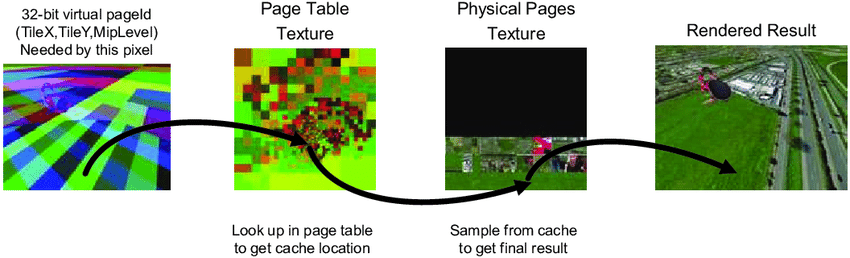 32-bit virtual pageId
(TileX,TileY,MipLevel)
Needed by this pixel
Page Table
Texture
Physical Pages
Texture
Rendered Result
Look up in page table
to get cache location
Sample from cache
to get final result